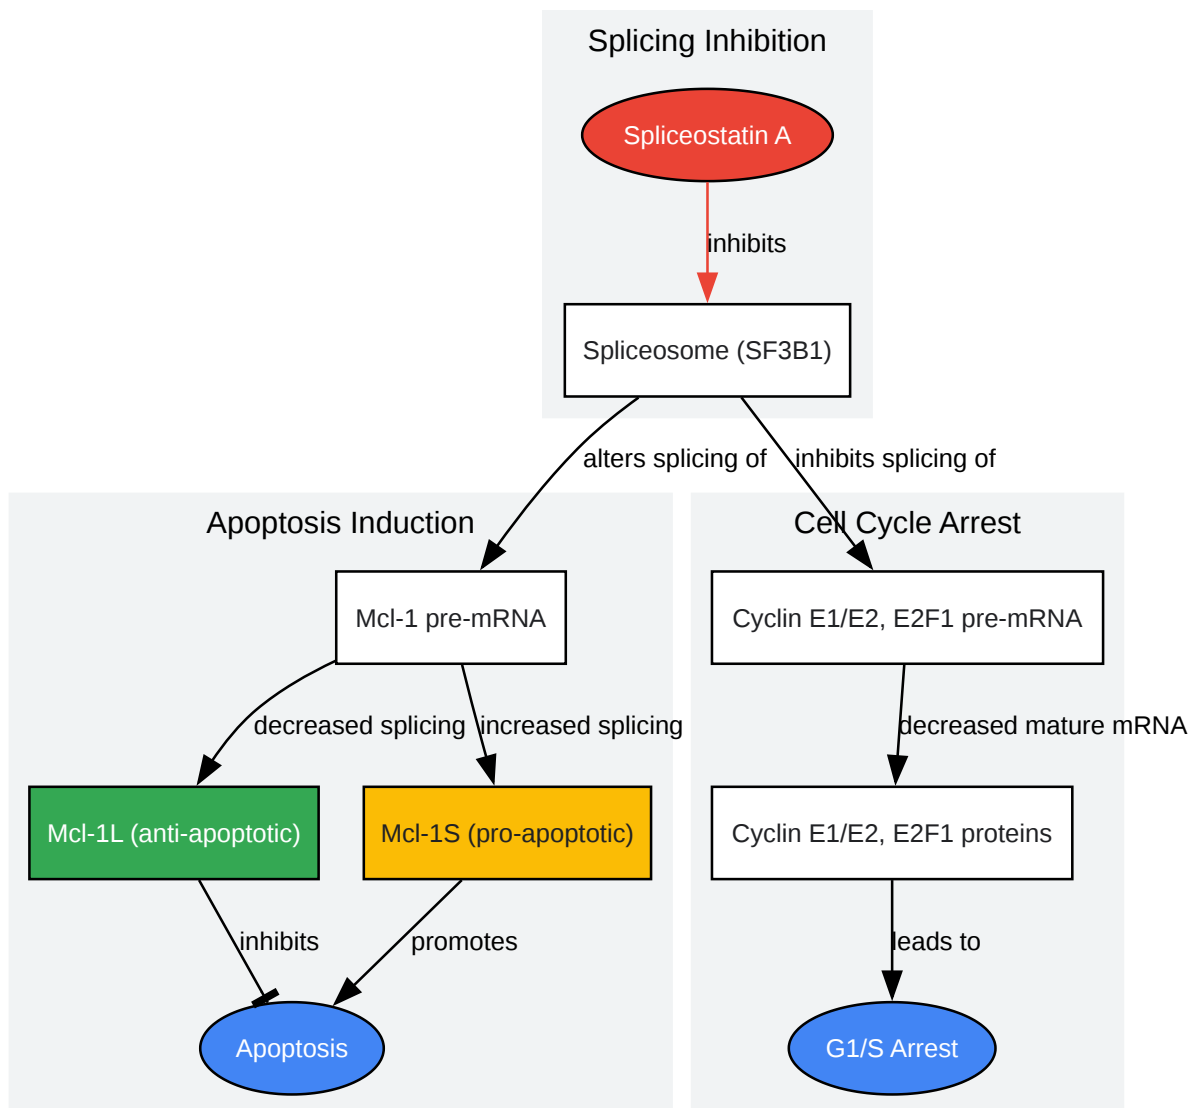 Splicing Inhibition
Spliceostatin A
inhibits
Spliceosome (SF3B1)
alters splicing of
inhibits splicing of
Apoptosis Induction
Cell Cycle Arrest
Mcl-1 pre-mRNA
Cyclin E1/E2, E2F1 pre-mRNA
decreased splicing
increased splicing
decreased mature mRNA
Mcl-1L (anti-apoptotic)
Mcl-1S (pro-apoptotic)
Cyclin E1/E2, E2F1 proteins
inhibits
promotes
leads to
Apoptosis
G1/S Arrest